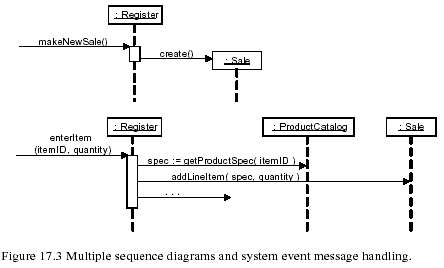 : Register
makeNewSale()
create()
: Sale
: Register
: ProductCatalog
: Sale
enterItem
(itemID, quantity)
spec := getProductSpec( itemID )
addLineItem( spec, quantity )
. . .
Figure 17.3 Multiple sequence diagrams and system event message handling.